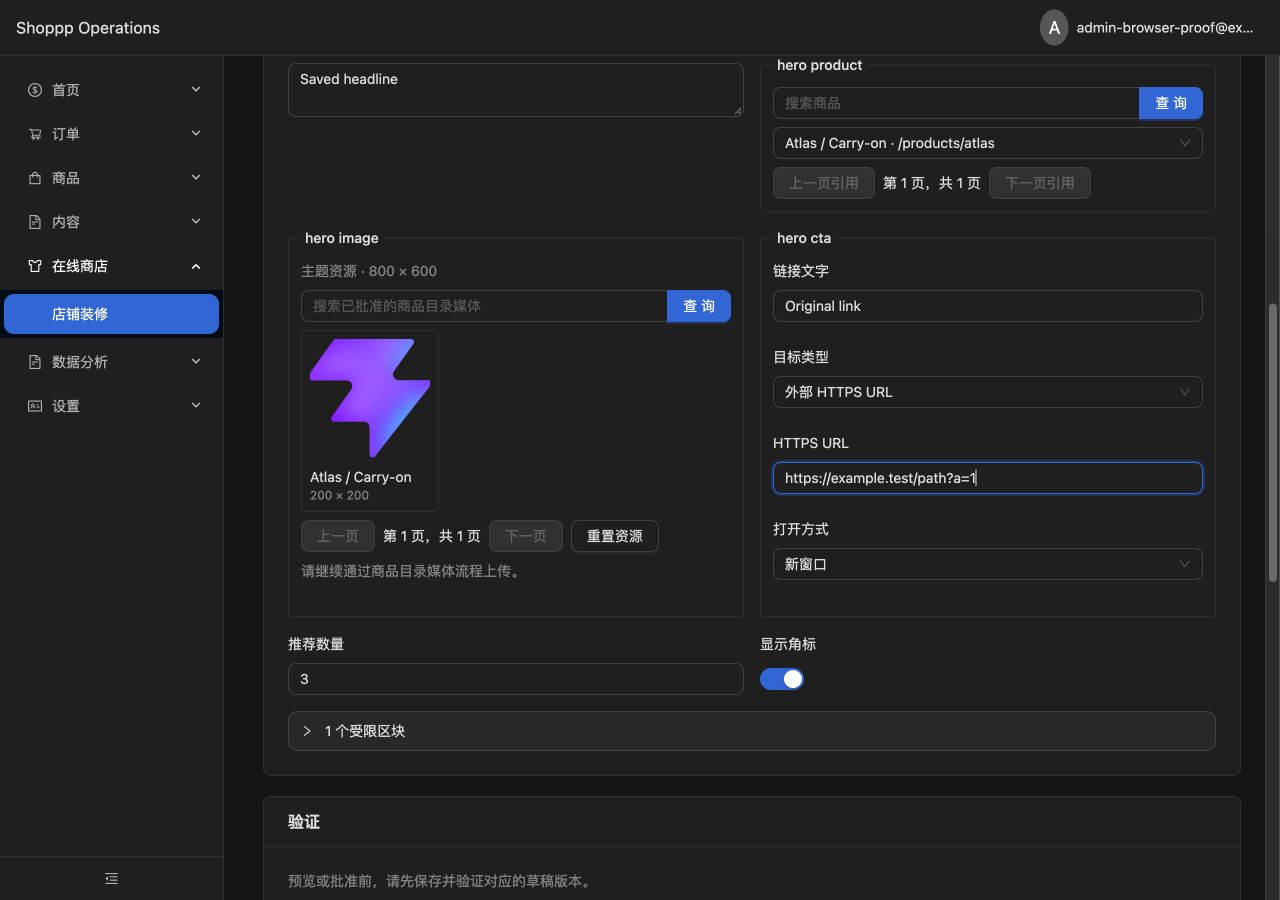 Shoppp Operations
A
admin-browser-proof@ex...
首页
订单
商品
内容
在线商店
店铺装修
数据分析
设置
Saved headline
hero product
搜索商品
查 询
Atlas / Carry-on · /products/atlas
上一页引用
第 1 页，共 1 页
下一页引用
hero image
主题资源 · 800 × 600
搜索已批准的商品目录媒体
查 询
Atlas / Carry-on
200 × 200
上一页
第 1 页，共 1 页
下一页
重置资源
请继续通过商品目录媒体流程上传。
hero cta
链接文字
Original link
目标类型
外部 HTTPS URL
HTTPS URL
https://example.test/path?a=1
打开方式
新窗口
推荐数量
3
显示角标
1 个受限区块
验证
预览或批准前，请先保存并验证对应的草稿版本。